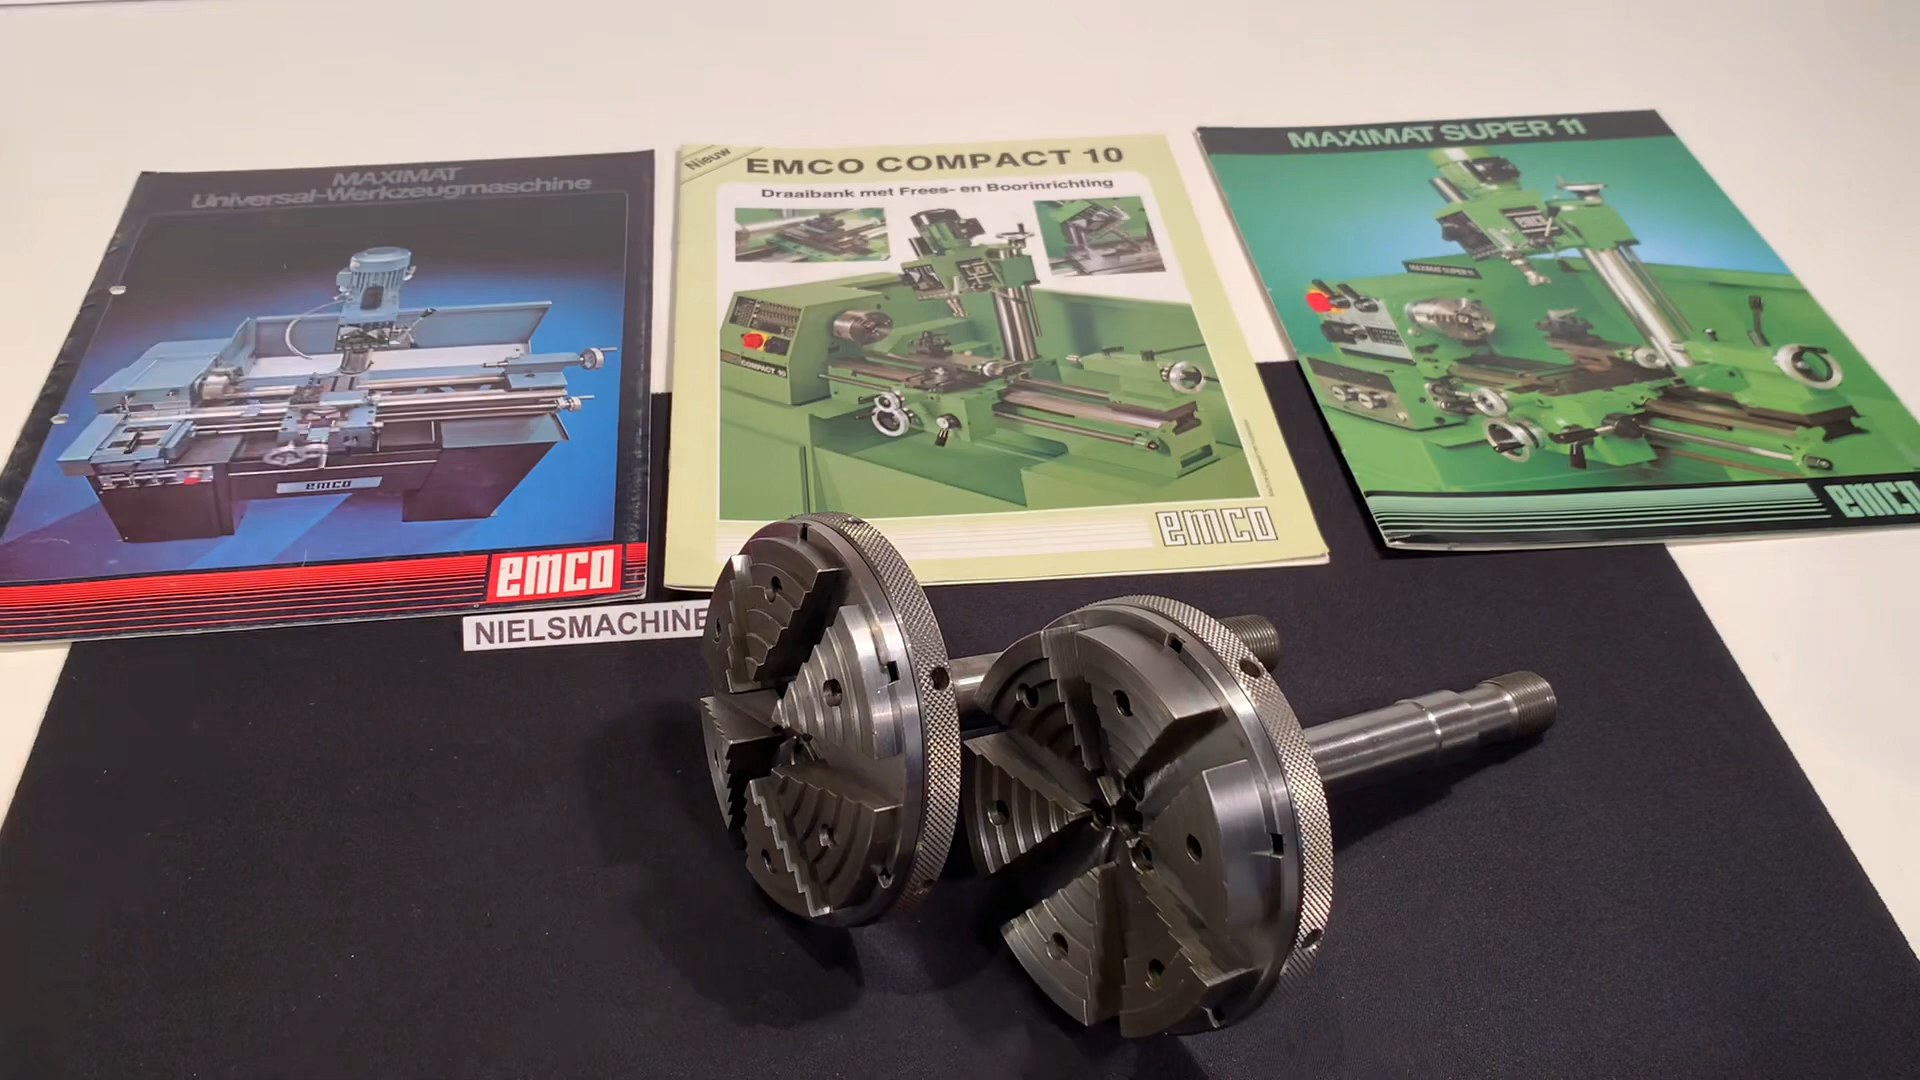 MAXIMAT
Universal-Werkzeugmaschine
emco
emco
Nieuw
EMCO COMPACT 10
Draaibank met Frees- en Boorinrichting
COMPACT 10
emco
MAXIMAT SUPER 11
MAXIMAT SUPER 11
emco
NIELSMACHINE